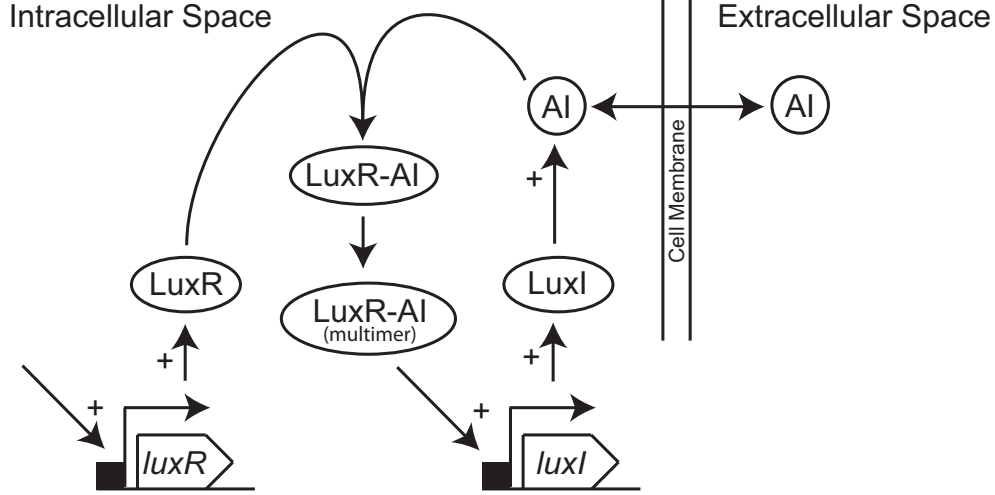 Intracellular Space
Extracellular Space
AI
AI
LuxR-AI
+
Cell Membrane
LuxR
LuxI
LuxR-AI
(multimer)
+
+
+
+
luxR
luxI